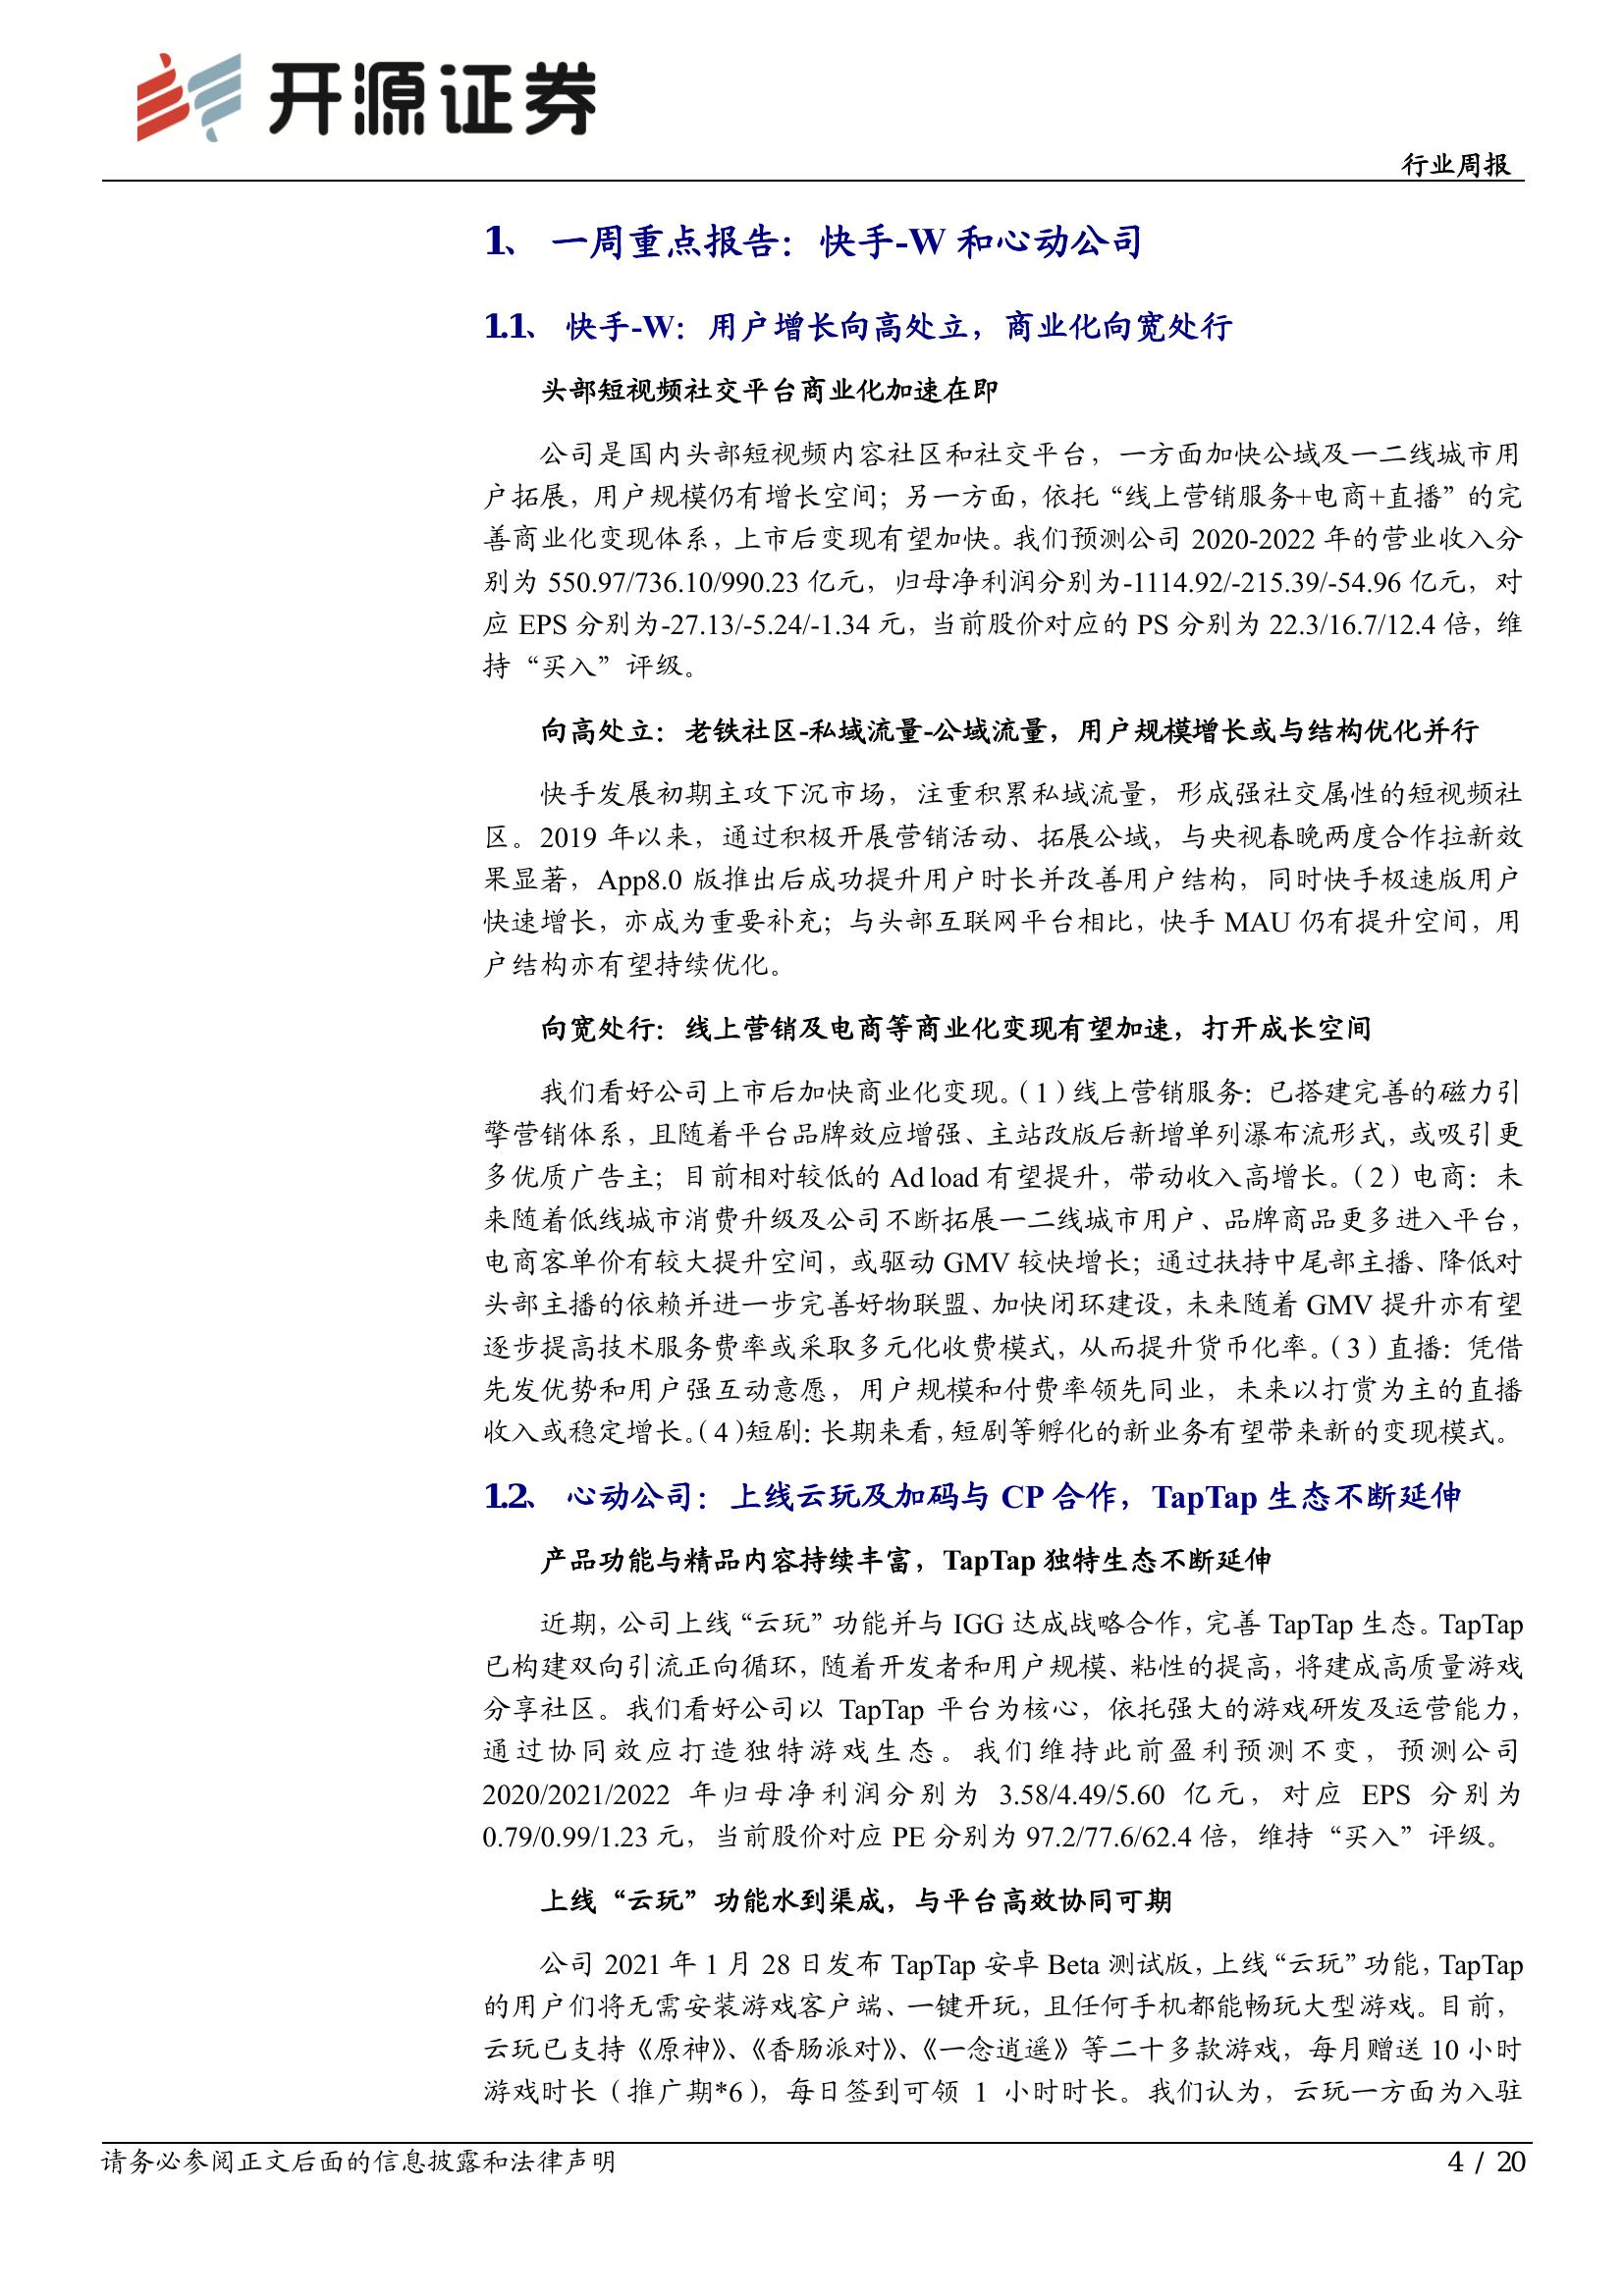 开源证券
行业周报
1、 一周重点报告：快手-W 和心动公司
1.1、 快手-W：用户增长向高处立，商业化向宽处行
头部短视频社交平台商业化加速在即
公司是国内头部短视频内容社区和社交平台，一方面加快公域及一二线城市用
户拓展，用户规模仍有增长空间；另一方面，依托“线上营销服务+电商+直播”的完
善商业化变现体系，上市后变现有望加快。我们预测公司 2020-2022 年的营业收入分
别为 550.97/736.10/990.23 亿元，归母净利润分别为-1114.92/-215.39/-54.96 亿元，对
应 EPS 分别为-27.13/-5.24/-1.34 元，当前股价对应的 PS 分别为 22.3/16.7/12.4 倍，维
持“买入”评级。
向高处立：老铁社区-私域流量-公域流量，用户规模增长或与结构优化并行
快手发展初期主攻下沉市场，注重积累私域流量，形成强社交属性的短视频社
区。2019 年以来，通过积极开展营销活动、拓展公域，与央视春晚两度合作拉新效
果显著，App8.0 版推出后成功提升用户时长并改善用户结构，同时快手极速版用户
快速增长，亦成为重要补充；与头部互联网平台相比，快手 MAU 仍有提升空间，用
户结构亦有望持续优化。
向宽处行：线上营销及电商等商业化变现有望加速，打开成长空间
我们看好公司上市后加快商业化变现。（1）线上营销服务：已搭建完善的磁力引
擎营销体系，且随着平台品牌效应增强、主站改版后新增单列瀑布流形式，或吸引更
多优质广告主；目前相对较低的 Ad load 有望提升，带动收入高增长。（2）电商：未
来随着低线城市消费升级及公司不断拓展一二线城市用户、品牌商品更多进入平台，
电商客单价有较大提升空间，或驱动 GMV 较快增长；通过扶持中尾部主播、降低对
头部主播的依赖并进一步完善好物联盟、加快闭环建设，未来随着 GMV 提升亦有望
逐步提高技术服务费率或采取多元化收费模式，从而提升货币化率。（3）直播：凭借
先发优势和用户强互动意愿，用户规模和付费率领先同业，未来以打赏为主的直播
收入或稳定增长。（4）短剧：长期来看，短剧等孵化的新业务有望带来新的变现模式。
1.2、 心动公司：上线云玩及加码与 CP 合作，TapTap 生态不断延伸
产品功能与精品内容持续丰富，TapTap 独特生态不断延伸
近期，公司上线“云玩”功能并与 IGG 达成战略合作，完善 TapTap 生态。TapTap
已构建双向引流正向循环，随着开发者和用户规模、粘性的提高，将建成高质量游戏
分享社区。我们看好公司以 TapTap 平台为核心，依托强大的游戏研发及运营能力，
通过协同效应打造独特游戏生态。我们维持此前盈利预测不变，预测公司
2020/2021/2022 年归母净利润分别为 3.58/4.49/5.60 亿元，对应 EPS 分别为
0.79/0.99/1.23 元，当前股价对应 PE 分别为 97.2/77.6/62.4 倍，维持“买入”评级。
上线“云玩”功能水到渠成，与平台高效协同可期
公司 2021 年 1 月 28 日发布 TapTap 安卓 Beta 测试版，上线“云玩”功能，TapTap
的用户们将无需安装游戏客户端、一键开玩，且任何手机都能畅玩大型游戏。目前，
云玩已支持《原神》、《香肠派对》、《一念逍遥》等二十多款游戏，每月赠送 10 小时
游戏时长（推广期*6），每日签到可领 1 小时时长。我们认为，云玩一方面为入驻
请务必参阅正文后面的信息披露和法律声明
4 / 20